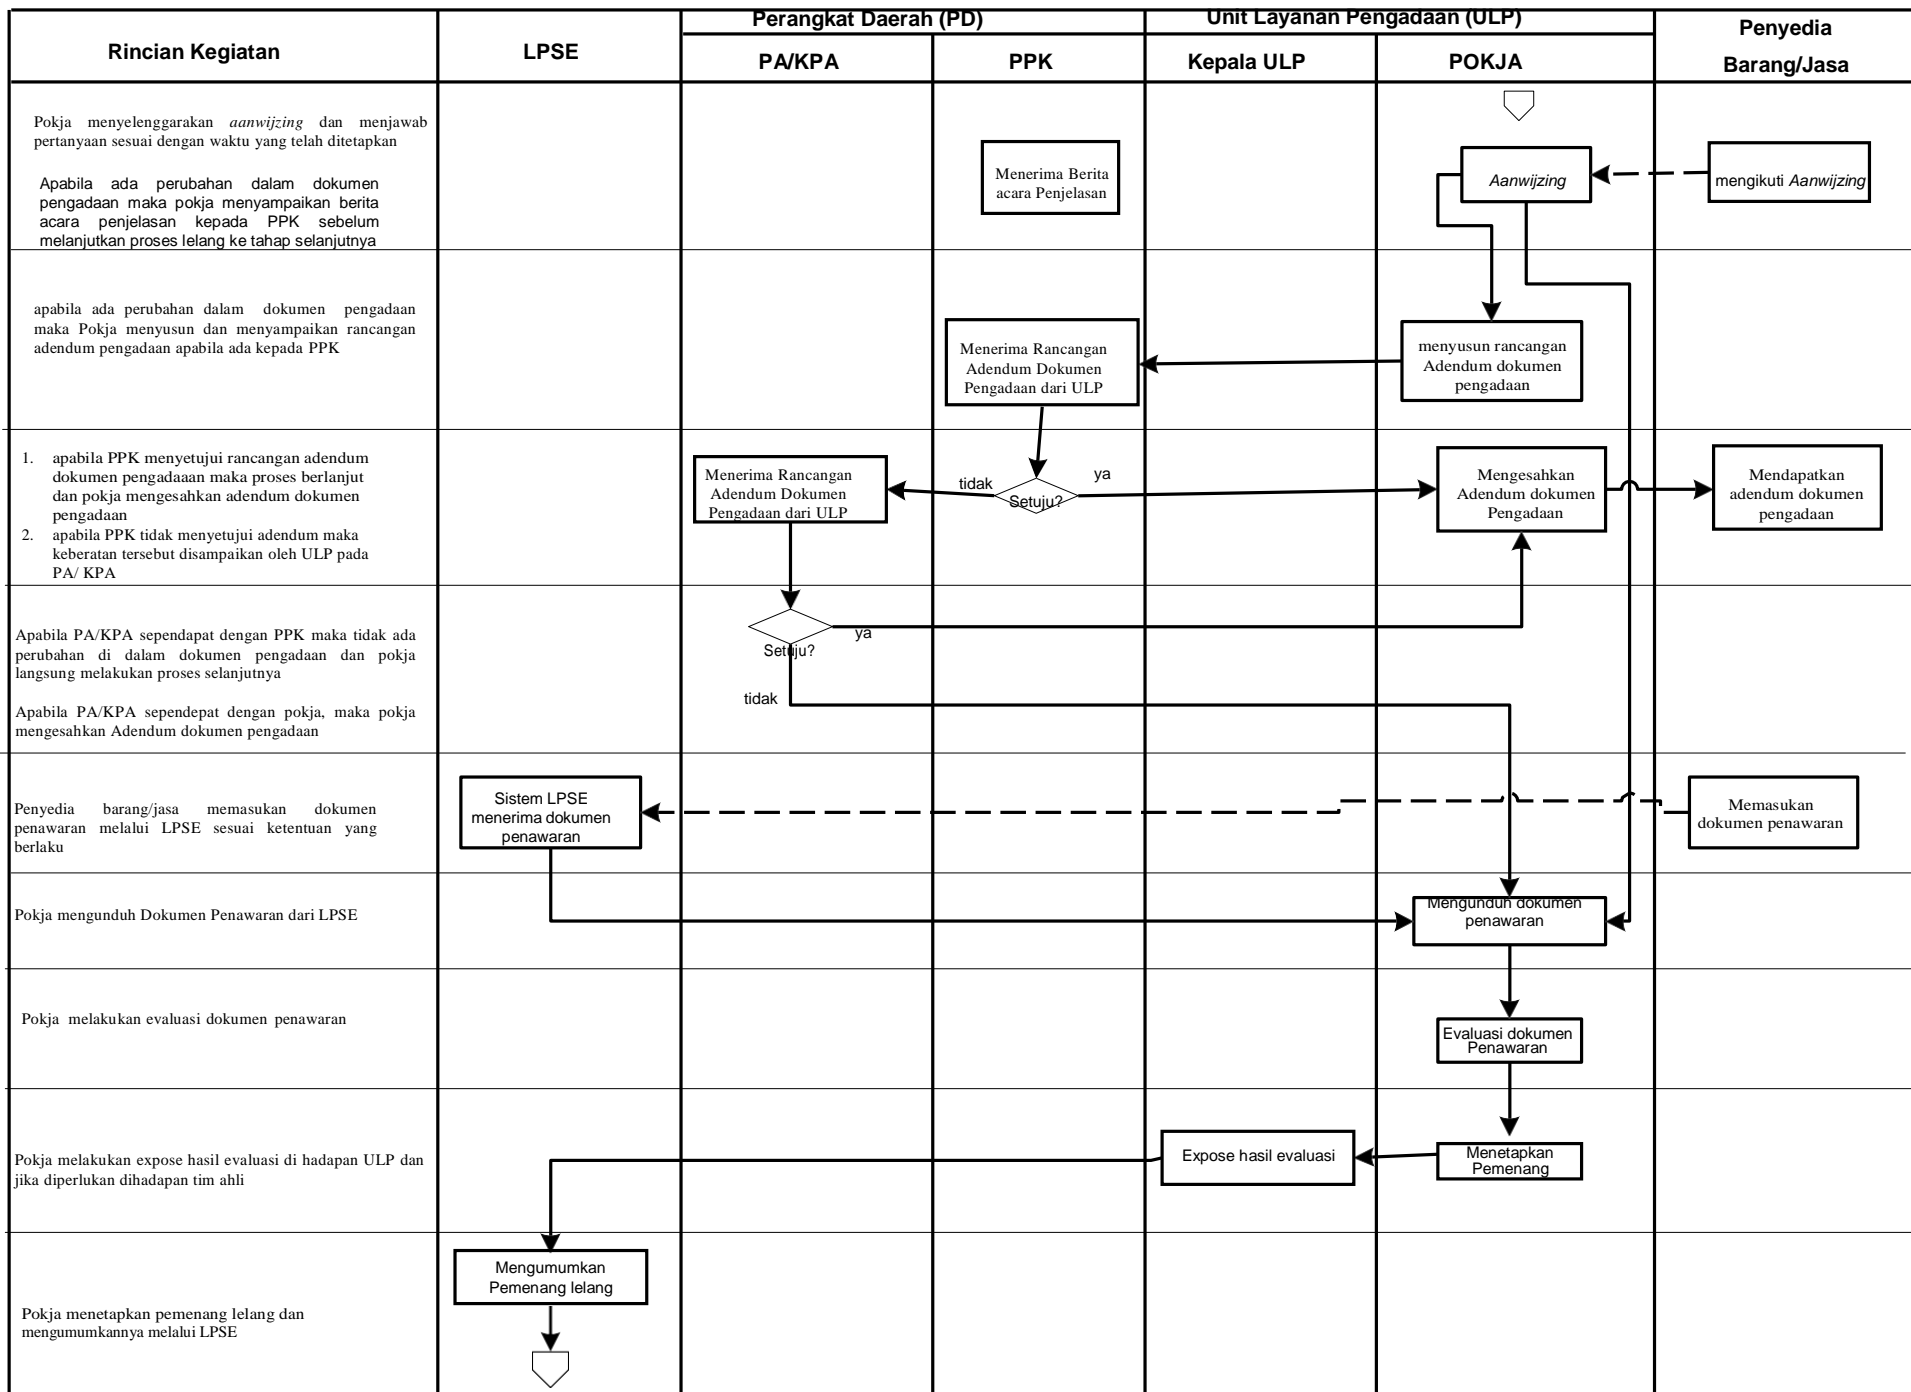 Perangkat Daerah (PD)
Unit Layanan Pengadaan (ULP)
Penyedia
Barang/Jasa
Rincian Kegiatan
LPSE
PA/KPA
PPK
Kepala ULP
POKJA
Pokja menyelenggarakan aanwijzing dan menjawab
pertanyaan sesuai dengan waktu yang telah ditetapkan
Apabila ada perubahan dalam dokumen
pengadaan maka pokja menyampaikan berita
acara penjelasan kepada PPK sebelum
melanjutkan proses lelang ke tahap selanjutnya
Menerima Berita
acara Penjelasan
Aanwijzing
mengikuti Aanwijzing
apabila ada perubahan dalam dokumen pengadaan
maka Pokja menyusun dan menyampaikan rancangan
adendum pengadaan apabila ada kepada PPK
Menerima Rancangan
Adendum Dokumen
Pengadaan dari ULP
menyusun rancangan
Adendum dokumen
pengadaan
1. apabila PPK menyetujui rancangan adendum
dokumen pengadaaan maka proses berlanjut
dan pokja mengesahkan adendum dokumen
pengadaan
2. apabila PPK tidak menyetujui adendum maka
keberatan tersebut disampaikan oleh ULP pada
PA/ KPA
Menerima Rancangan
Adendum Dokumen
Pengadaan dari ULP
tidak
Setuju?
ya
Mengesahkan
Adendum dokumen
Pengadaan
Mendapatkan
adendum dokumen
pengadaan
Apabila PA/KPA sependapat dengan PPK maka tidak ada
perubahan di dalam dokumen pengadaan dan pokja
langsung melakukan proses selanjutnya
Apabila PA/KPA sependepat dengan pokja, maka pokja
mengesahkan Adendum dokumen pengadaan
Setuju?
ya
tidak
Penyedia barang/jasa memasukan dokumen
penawaran melalui LPSE sesuai ketentuan yang
berlaku
Sistem LPSE
menerima dokumen
penawaran
Memasukan
dokumen penawaran
Pokja mengunduh Dokumen Penawaran dari LPSE
Mengunduh dokumen
penawaran
Pokja melakukan evaluasi dokumen penawaran
Evaluasi dokumen
Penawaran
Pokja melakukan expose hasil evaluasi di hadapan ULP dan
jika diperlukan dihadapan tim ahli
Expose hasil evaluasi
Menetapkan
Pemenang
Mengumumkan
Pemenang lelang
Pokja menetapkan pemenang lelang dan
mengumumkannya melalui LPSE